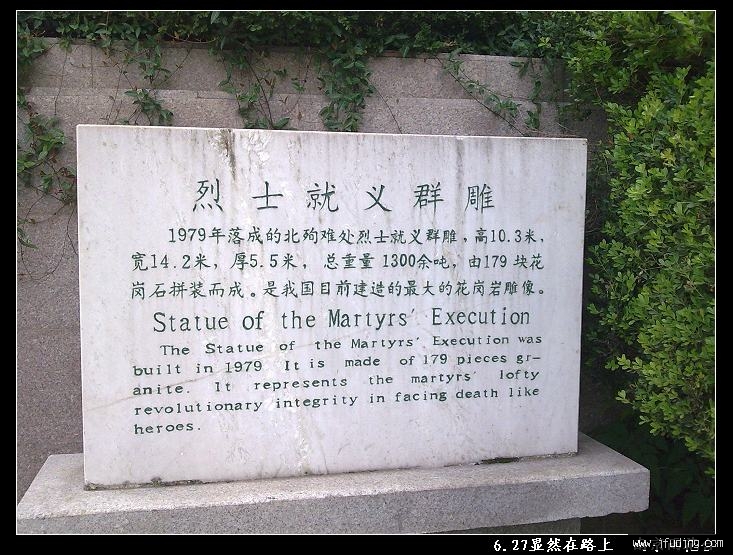 烈士就义群雕
1979年落成的北殉难处烈士就义群雕，高10.3米，
宽14.2米，厚5.5米，总重量1300余吨，由179块花
岗石拼装而成。是我国目前建造的最大的花岗岩雕像。
Statue of the Martyrs' Execution
The Statue of the Martyrs' Execution was
built in 1979 It is made of 179 pieces gr-
anite. It represents the martyrs' lofty
revolutionary integrity in facing death like
heroes.
6.27显然在路上
www.jfuding.com